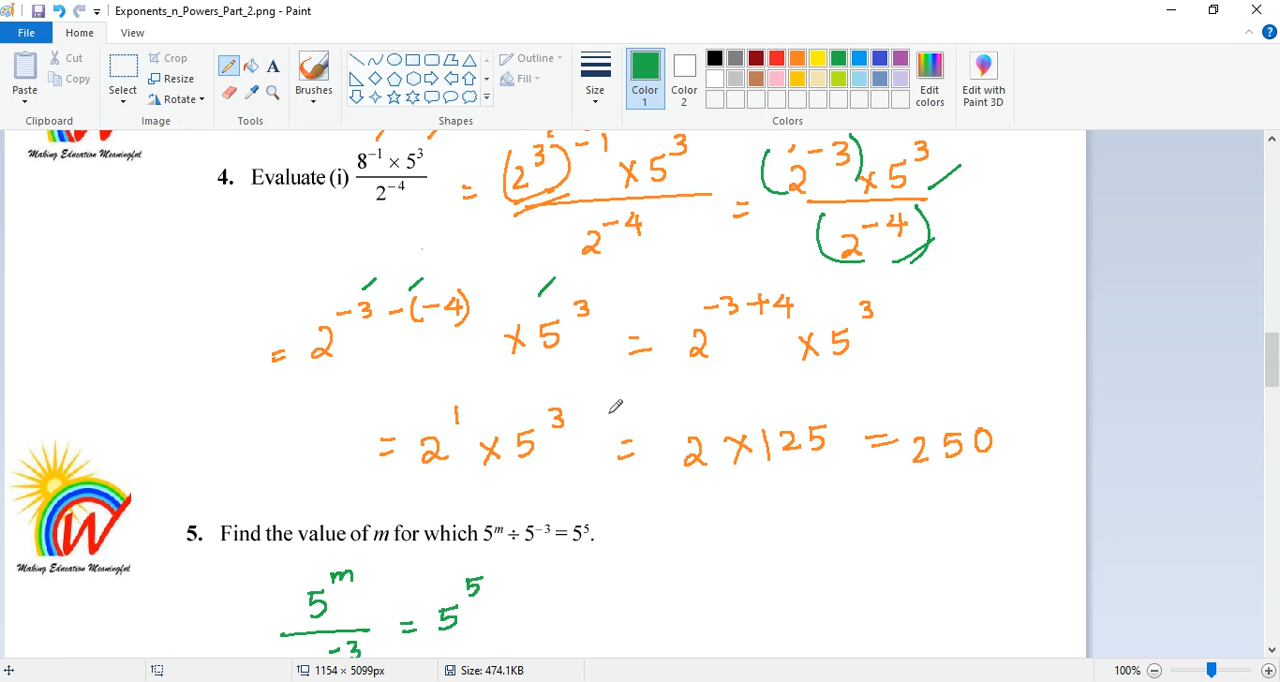 Exponents_n_Powers_Part_2.png - Paint
File Home View
Paste Cut Copy Select Crop Resize Rotate A Brushes Outline Fill Size Color 1 Color 2 Edit colors Edit with Paint 3D
Clipboard Image Tools Shapes Colors
Making Education Meaningful
4. Evaluate (i) 8⁻¹ × 5³ / 2⁻⁴ = (2³)⁻¹ × 5³ / 2⁻⁴ = (2⁻³) × 5³ / (2⁻⁴)
= 2^(-3-(-4)) × 5³ = 2^(-3+4) × 5³
= 2¹ × 5³ = 2 × 125 = 250
W
Making Education Meaningful
5. Find the value of m for which 5ᵐ ÷ 5⁻³ = 5⁵.
5ᵐ / ⁻³ = 5⁵
1154 × 5099px Size: 474.1KB 100%